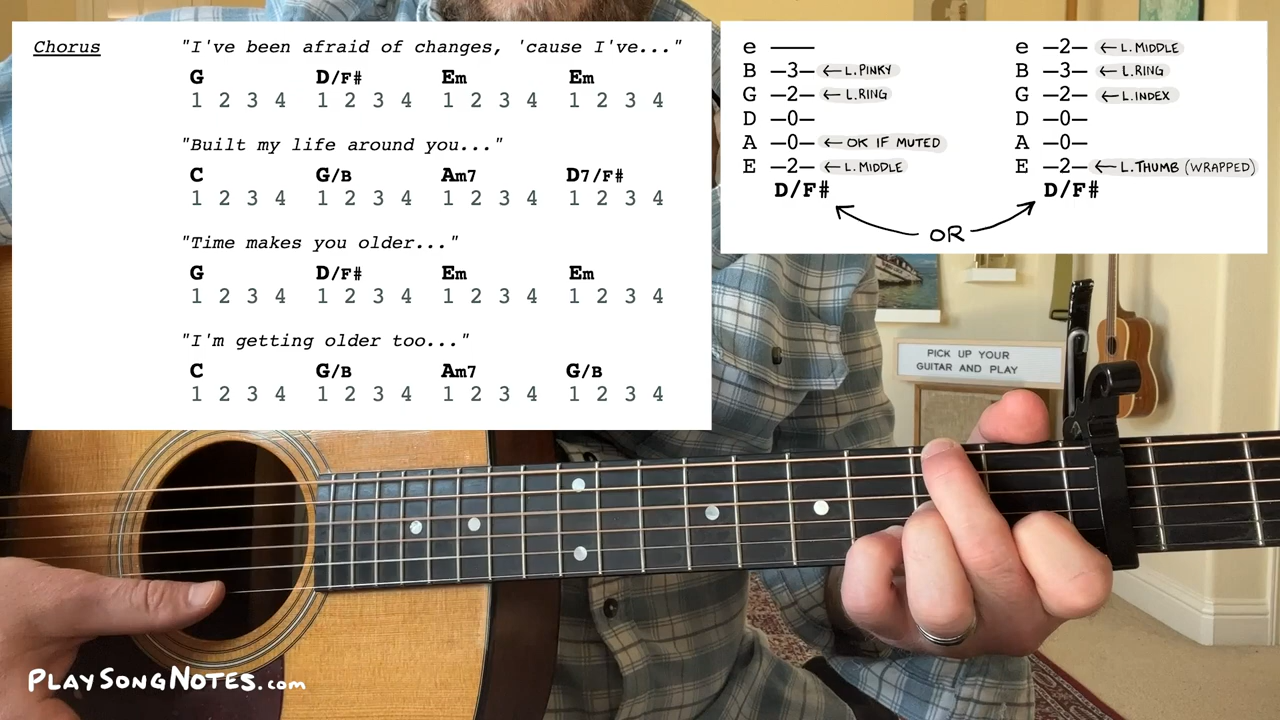 Chorus
"I've been afraid of changes, 'cause I've..."
G D/F# Em Em
1 2 3 4 1 2 3 4 1 2 3 4 1 2 3 4
"Built my life around you..."
C G/B Am7 D7/F#
1 2 3 4 1 2 3 4 1 2 3 4 1 2 3 4
"Time makes you older..."
G D/F# Em Em
1 2 3 4 1 2 3 4 1 2 3 4 1 2 3 4
"I'm getting older too..."
C G/B Am7 G/B
1 2 3 4 1 2 3 4 1 2 3 4 1 2 3 4
e ———
B —3— ← L.PINKY
G —2— ← L.RING
D —0—
A —0— ← OK IF MUTED
E —2— ← L.MIDDLE
D/F#
e —2— ← L.MIDDLE
B —3— ← L.RING
G —2— ← L.INDEX
D —0—
A —0—
E —2— ← L.THUMB (WRAPPED)
D/F#
OR
PICK UP YOUR
GUITAR AND PLAY
PLAYSONGNOTES.com